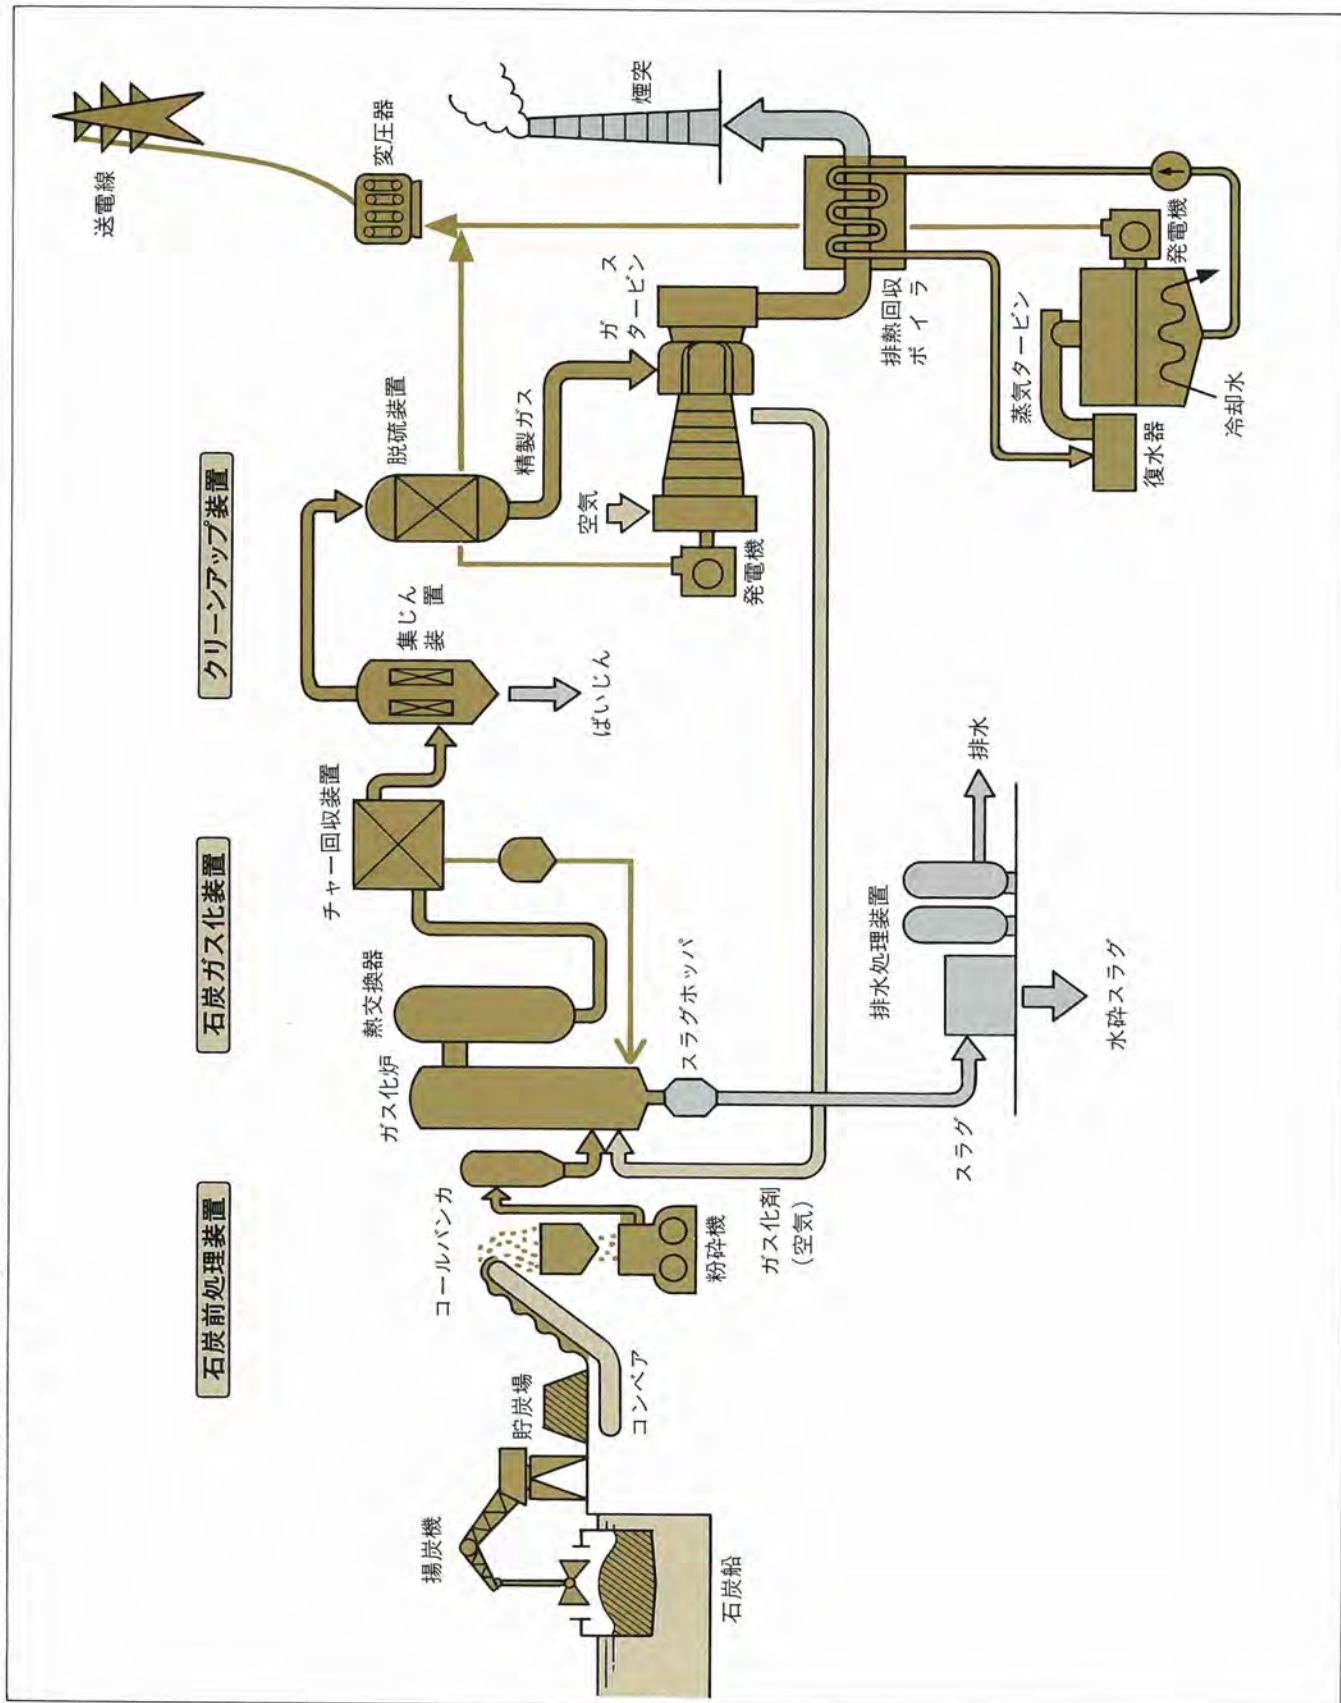 石炭前処理装置
石炭ガス化装置
クリーンアップ装置
揚炭機
貯炭場
石炭船
コンベア
コールバンカ
粉砕機
ガス化剤
(空気)
ガス化炉
熱交換器
スラグホッパ
スラグ
チャー回収装置
排水処理装置
水砕スラグ
排水
集じん
装置
ばいじん
脱硫装置
精製ガス
空気
発電機
ガス
タービン
排熱回収
ボイラ
煙突
変圧器
送電線
蒸気タービン
復水器
冷却水
発電機